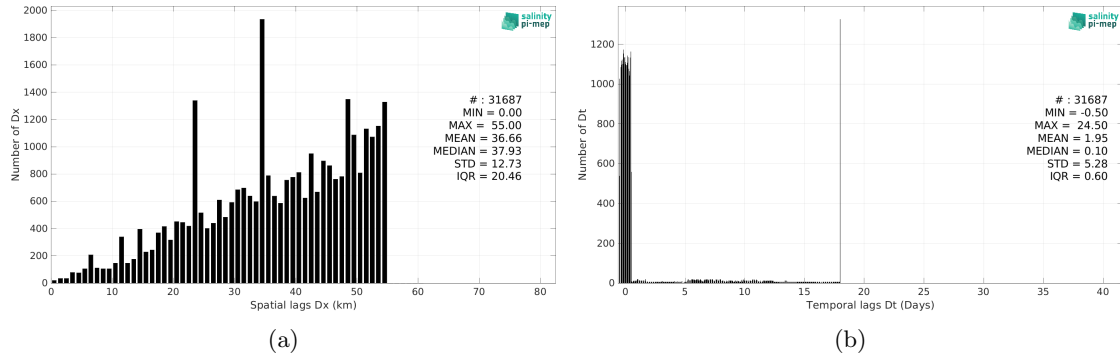 2000
1800
1600
1400
1200
1000
800
600
400
200
0
Number of Dx
0 10 20 30 40 50 60 70 80
Spatial lags Dx (km)
salinity
pi-mep
# : 31687
MIN = 0.00
MAX = 55.00
MEAN = 36.66
MEDIAN = 37.93
STD = 12.73
IQR = 20.46
(a)
1200
1000
800
600
400
200
0
Number of Dt
0 5 10 15 20 25 30 35 40
Temporal lags Dt (Days)
salinity
pi-mep
# : 31687
MIN = -0.50
MAX = 24.50
MEAN = 1.95
MEDIAN = 0.10
STD = 5.28
IQR = 0.60
(b)